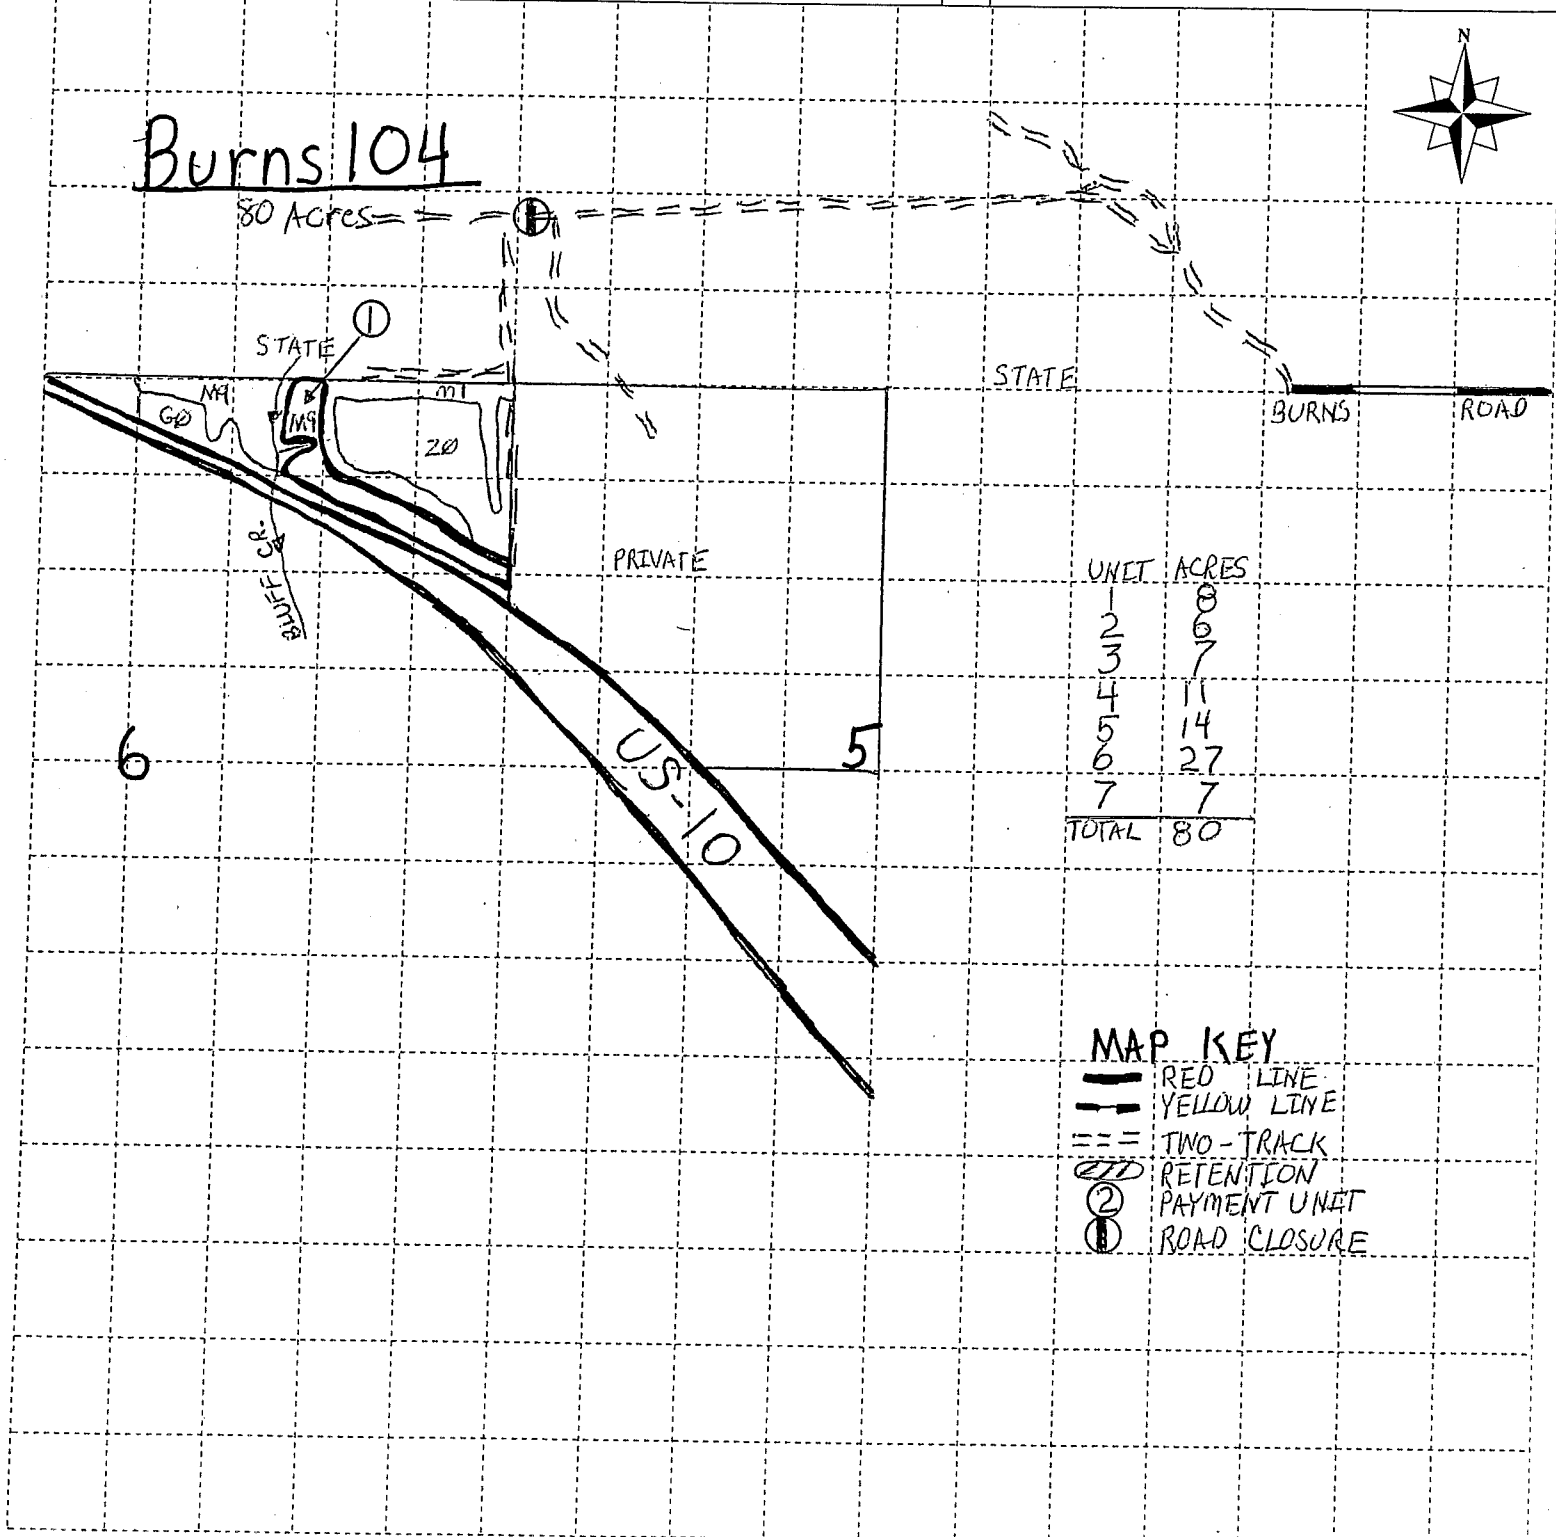 N
Burns 104
80 Acres
1
STATE
M9
GØ
M9
M1
2Ø
STATE
BURNS ROAD
BLUFF CR.
PRIVATE
UNIT ACRES
1 8
2 6
3 7
4 11
5 14
6 27
7 7
TOTAL 80
6
5
US-10
MAP KEY
RED LINE
YELLOW LINE
TWO-TRACK
RETENTION
2 PAYMENT UNIT
ROAD CLOSURE